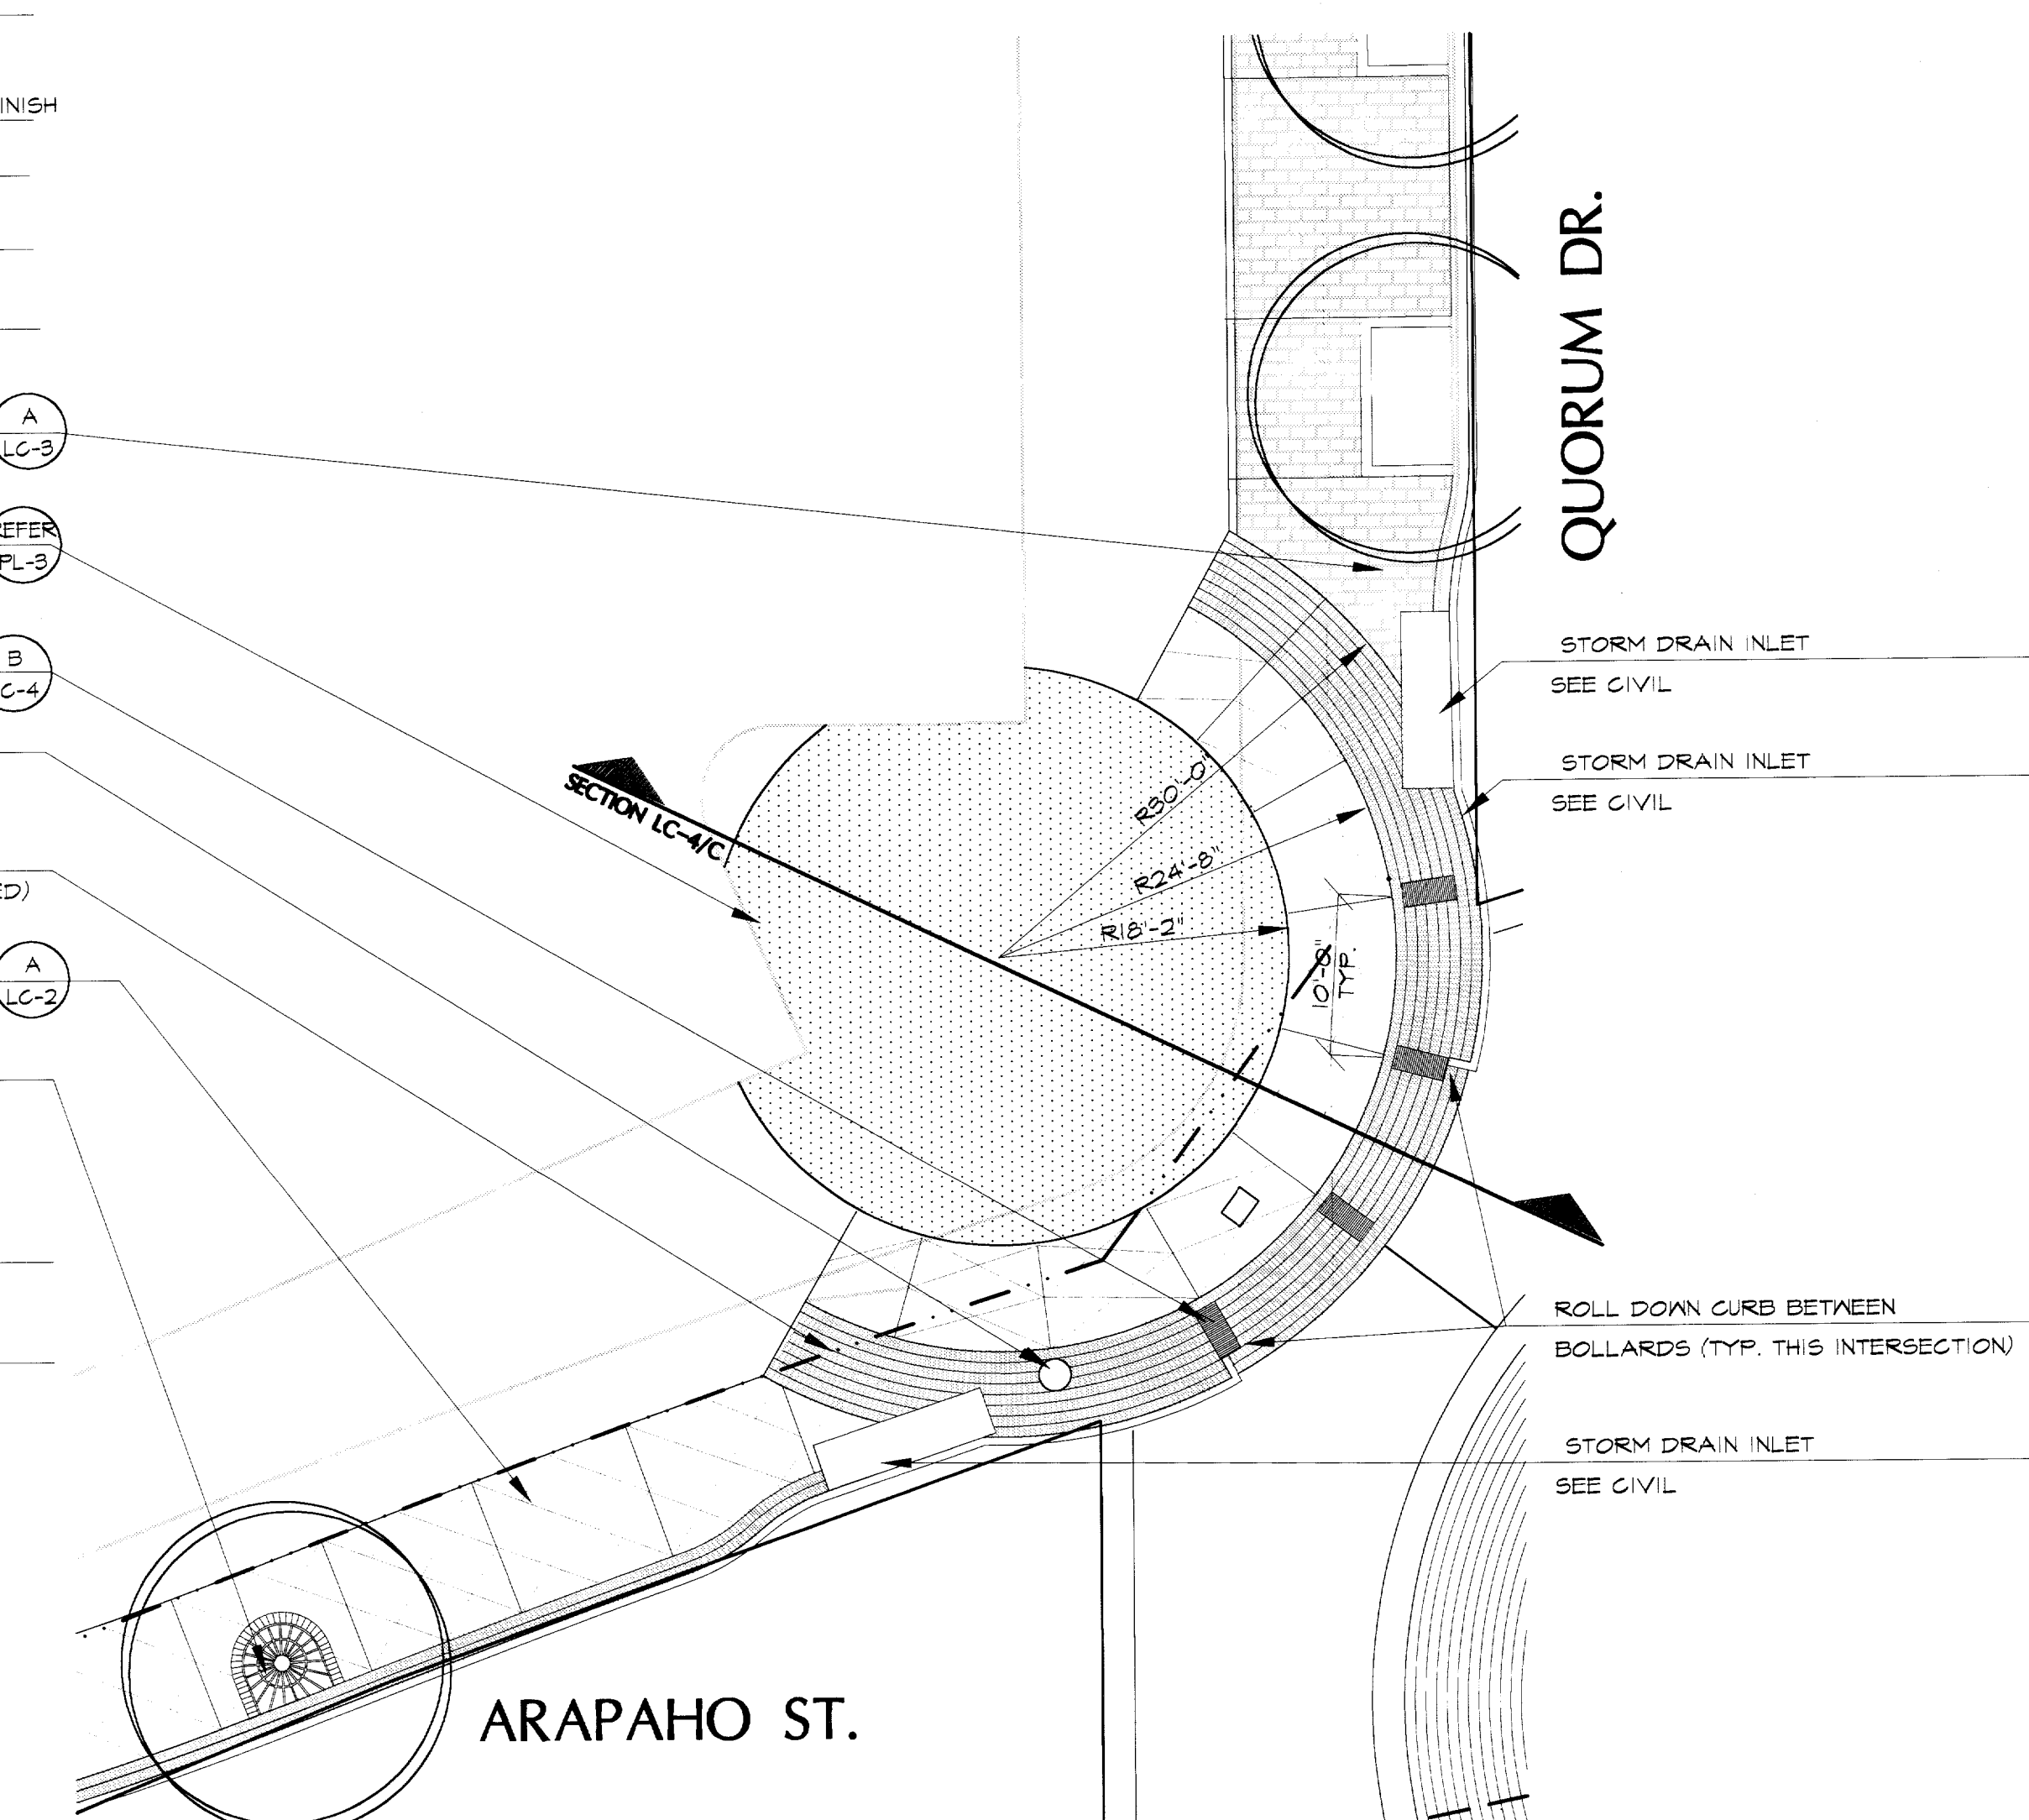 INISH
A
LC-3
REFER
PL-3
B
C-4
ED)
A
LC-2
QUORUM DR.
STORM DRAIN INLET
SEE CIVIL
STORM DRAIN INLET
SEE CIVIL
SECTION LC-4/C
R30'-0"
R24'-8"
R18'-2"
10'-0"
TYP.
ROLL DOWN CURB BETWEEN
BOLLARDS (TYP. THIS INTERSECTION)
STORM DRAIN INLET
SEE CIVIL
ARAPAHO ST.